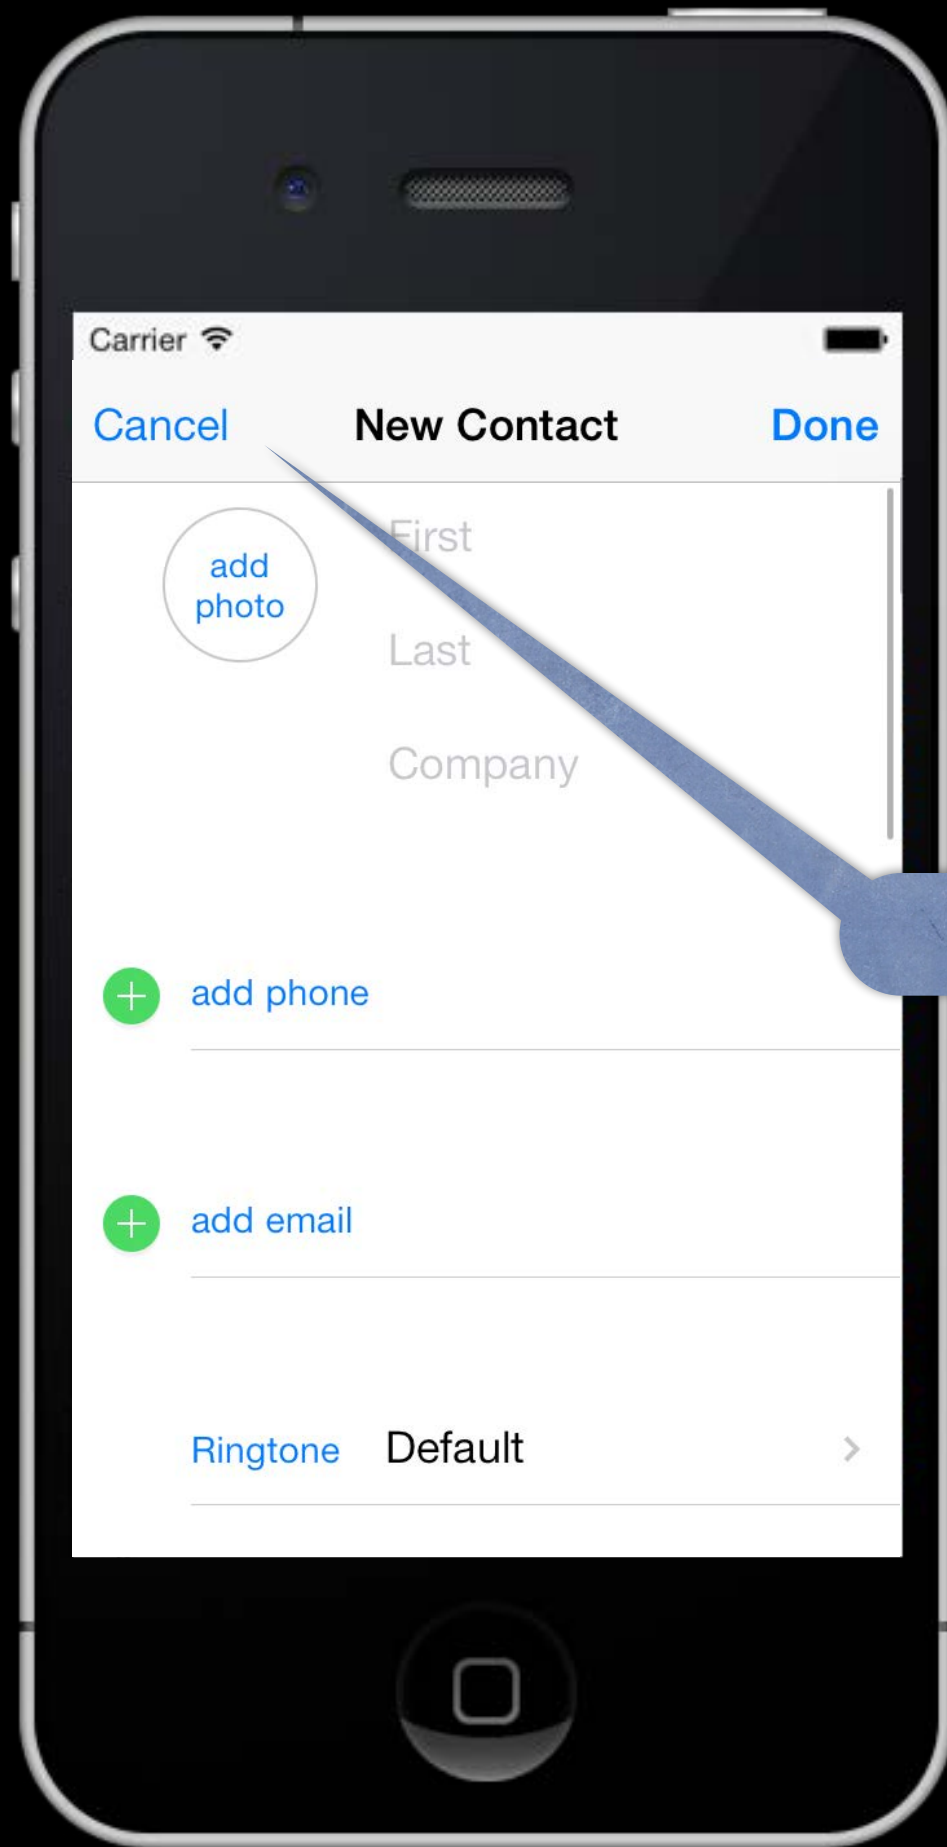 Carrier
Cancel New Contact Done
add
photo
First
Last
Company
add phone
add email
Ringtone Default